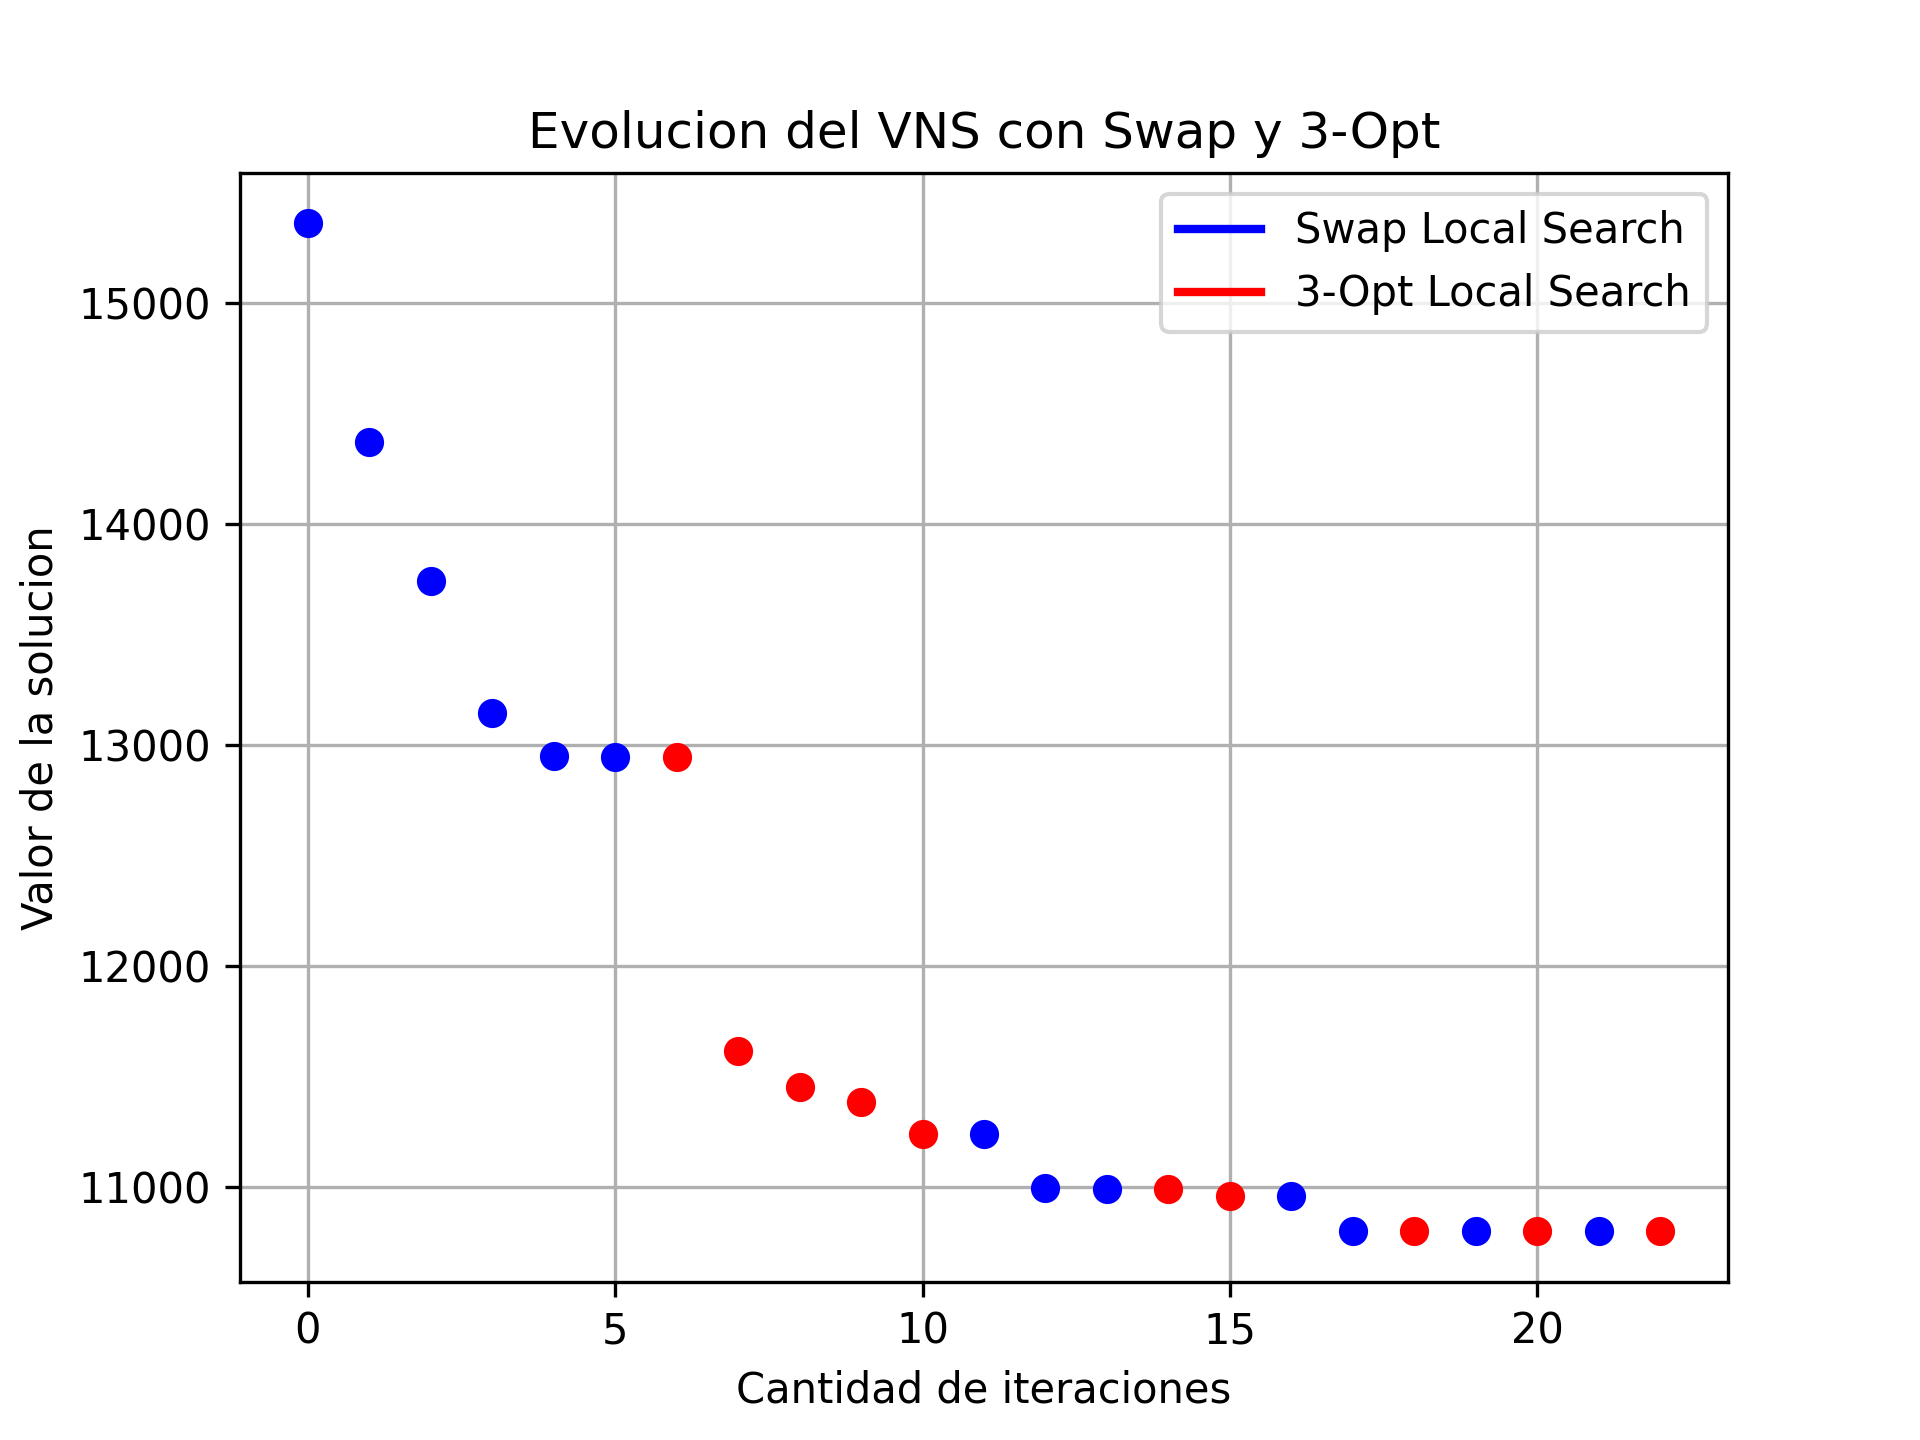 Evolucion del VNS con Swap y 3-Opt
Swap Local Search
3-Opt Local Search
Valor de la solucion
15000
14000
13000
12000
11000
0 5 10 15 20
Cantidad de iteraciones